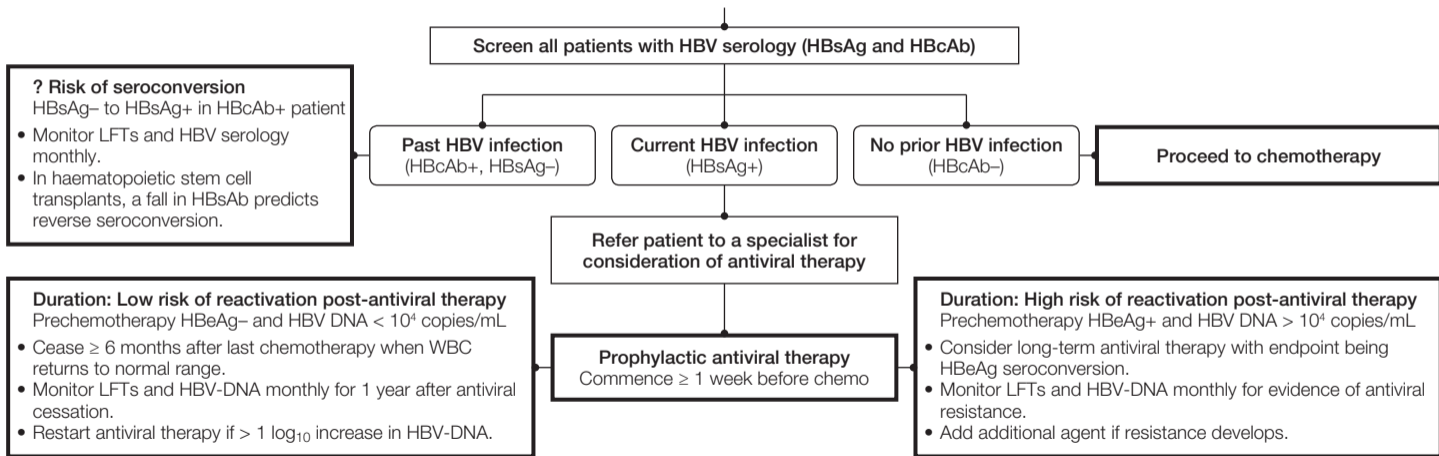 Screen all patients with HBV serology (HBsAg and HBcAb)
? Risk of seroconversion
HBsAg– to HBsAg+ in HBcAb+ patient
• Monitor LFTs and HBV serology
monthly.
• In haematopoietic stem cell
transplants, a fall in HBsAb predicts
reverse seroconversion.
Past HBV infection
(HBcAb+, HBsAg–)
Current HBV infection
(HBsAg+)
No prior HBV infection
(HBcAb–)
Proceed to chemotherapy
Refer patient to a specialist for
consideration of antiviral therapy
Duration: Low risk of reactivation post-antiviral therapy
Prechemotherapy HBeAg– and HBV DNA < 10⁴ copies/mL
• Cease ≥ 6 months after last chemotherapy when WBC
returns to normal range.
• Monitor LFTs and HBV-DNA monthly for 1 year after antiviral
cessation.
• Restart antiviral therapy if > 1 log₁₀ increase in HBV-DNA.
Prophylactic antiviral therapy
Commence ≥ 1 week before chemo
Duration: High risk of reactivation post-antiviral therapy
Prechemotherapy HBeAg+ and HBV DNA > 10⁴ copies/mL
• Consider long-term antiviral therapy with endpoint being
HBeAg seroconversion.
• Monitor LFTs and HBV-DNA monthly for evidence of antiviral
resistance.
• Add additional agent if resistance develops.